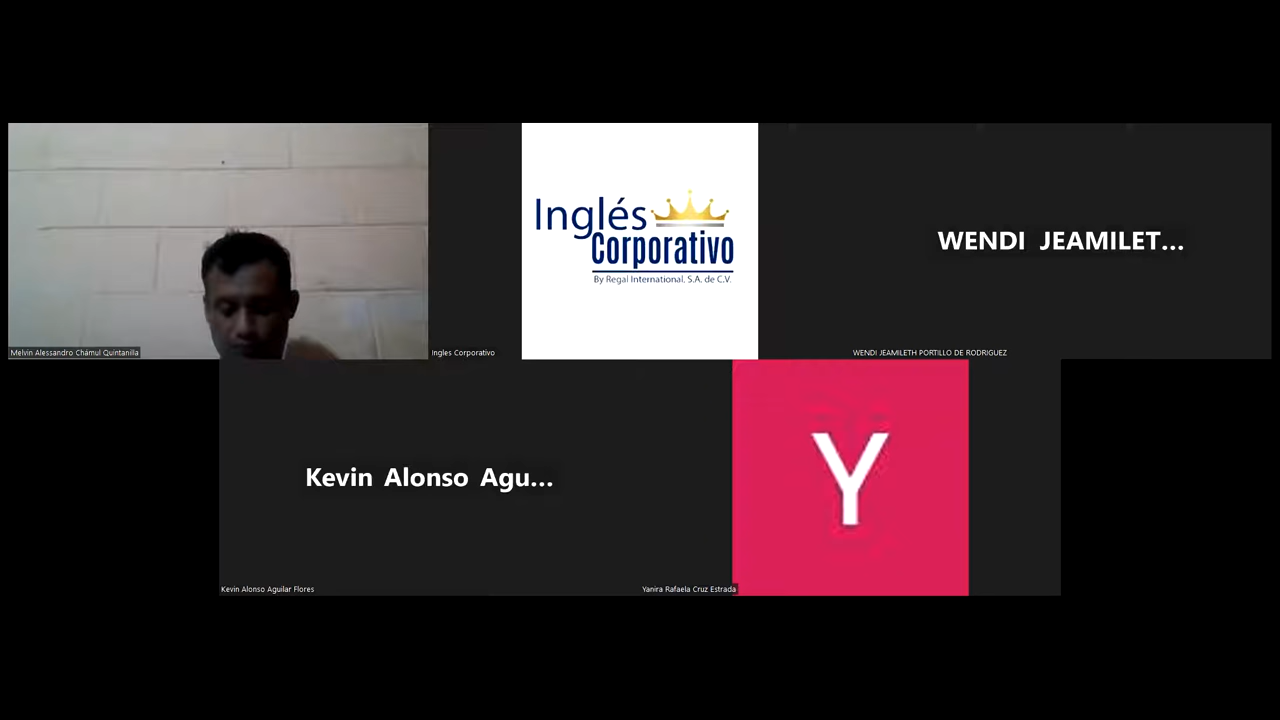 Inglés
Corporativo
By Regal International, S.A. de C.V.
WENDI JEAMILET...
Melvin Alessandro Chámul Quintanilla
Ingles Corporativo
WENDI JEAMILETH PORTILLO DE RODRIGUEZ
Kevin Alonso Agu...
Y
Kevin Alonso Aguilar Flores
Yanira Rafaela Cruz Estrada